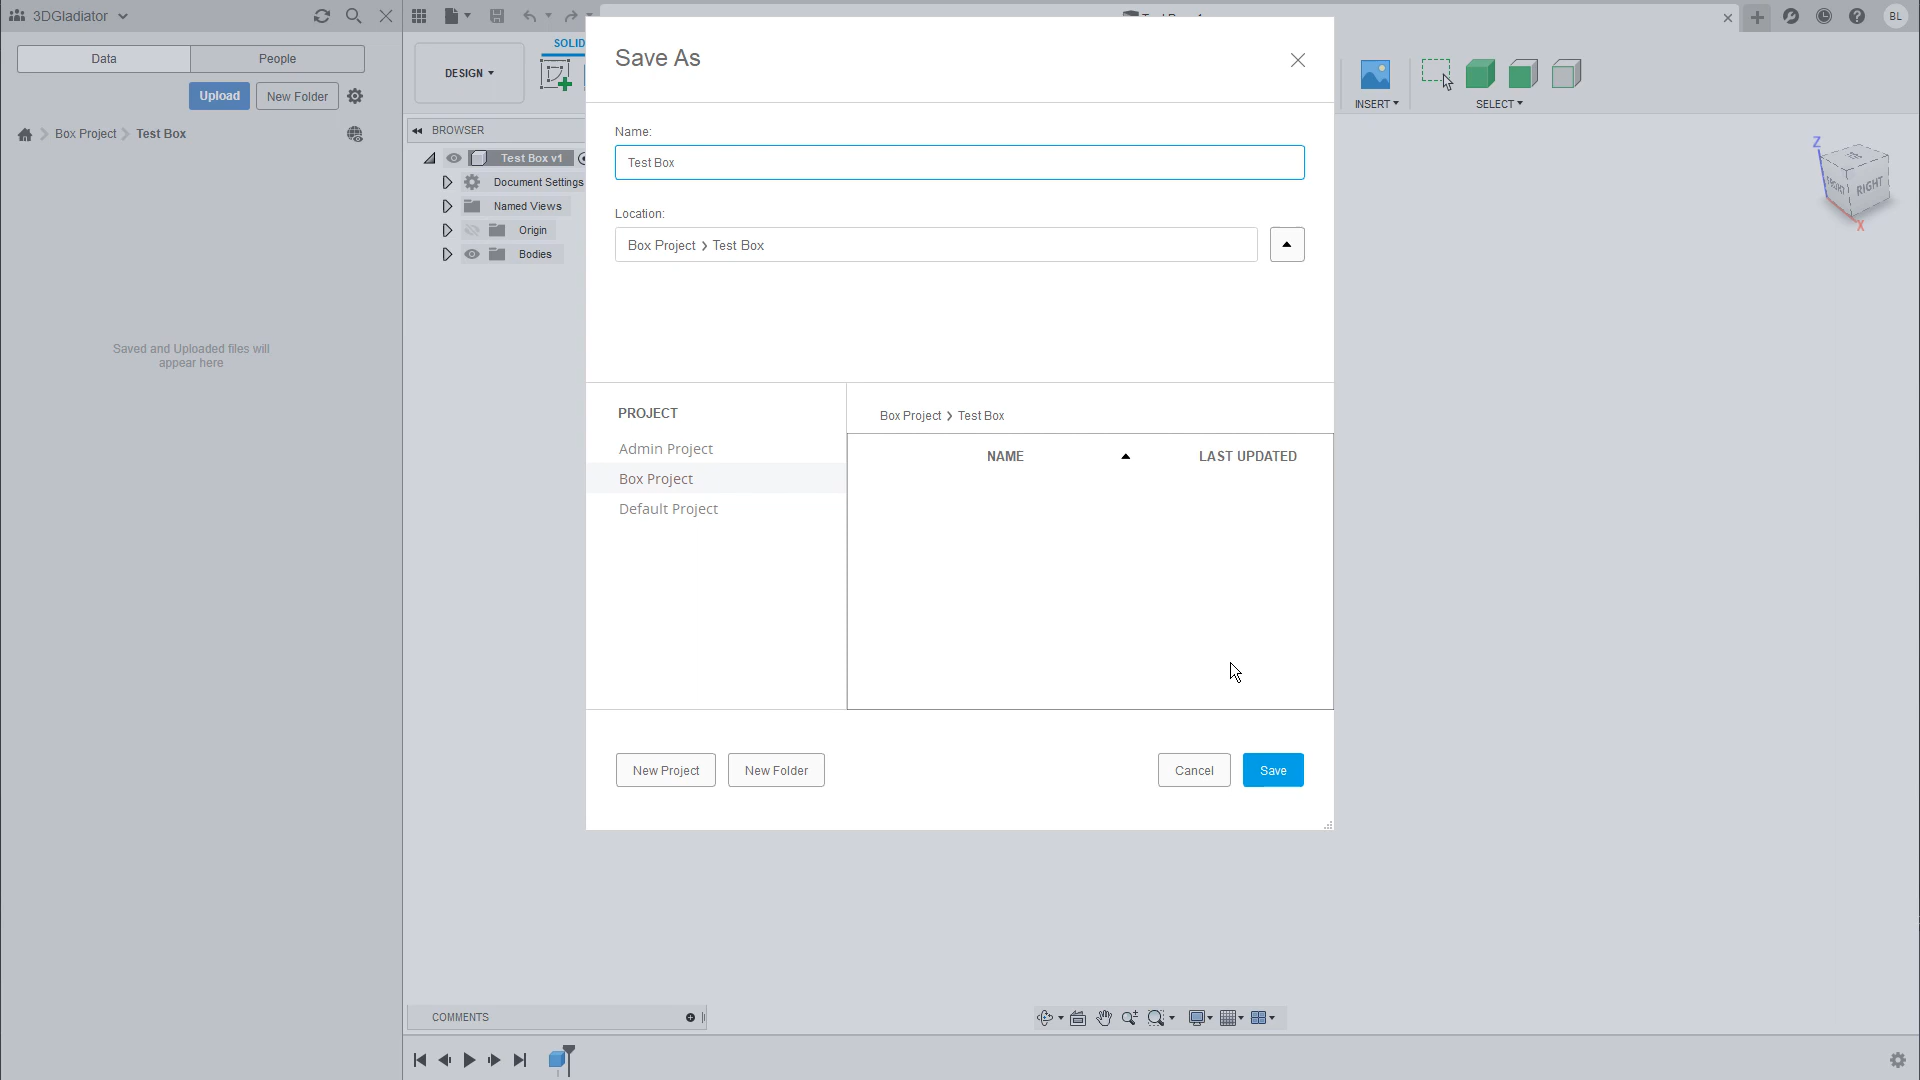 3DGladiator
BL
Data
People
Upload
New Folder
Box Project
Test Box
Saved and Uploaded files will
appear here
DESIGN
SOLID
INSERT
SELECT
BROWSER
Test Box v1
Document Settings
Named Views
Origin
Bodies
Z
FRONT
RIGHT
X
Save As
Name:
Test Box
Location:
Box Project > Test Box
PROJECT
Admin Project
Box Project
Default Project
Box Project > Test Box
NAME
LAST UPDATED
New Project
New Folder
Cancel
Save
COMMENTS